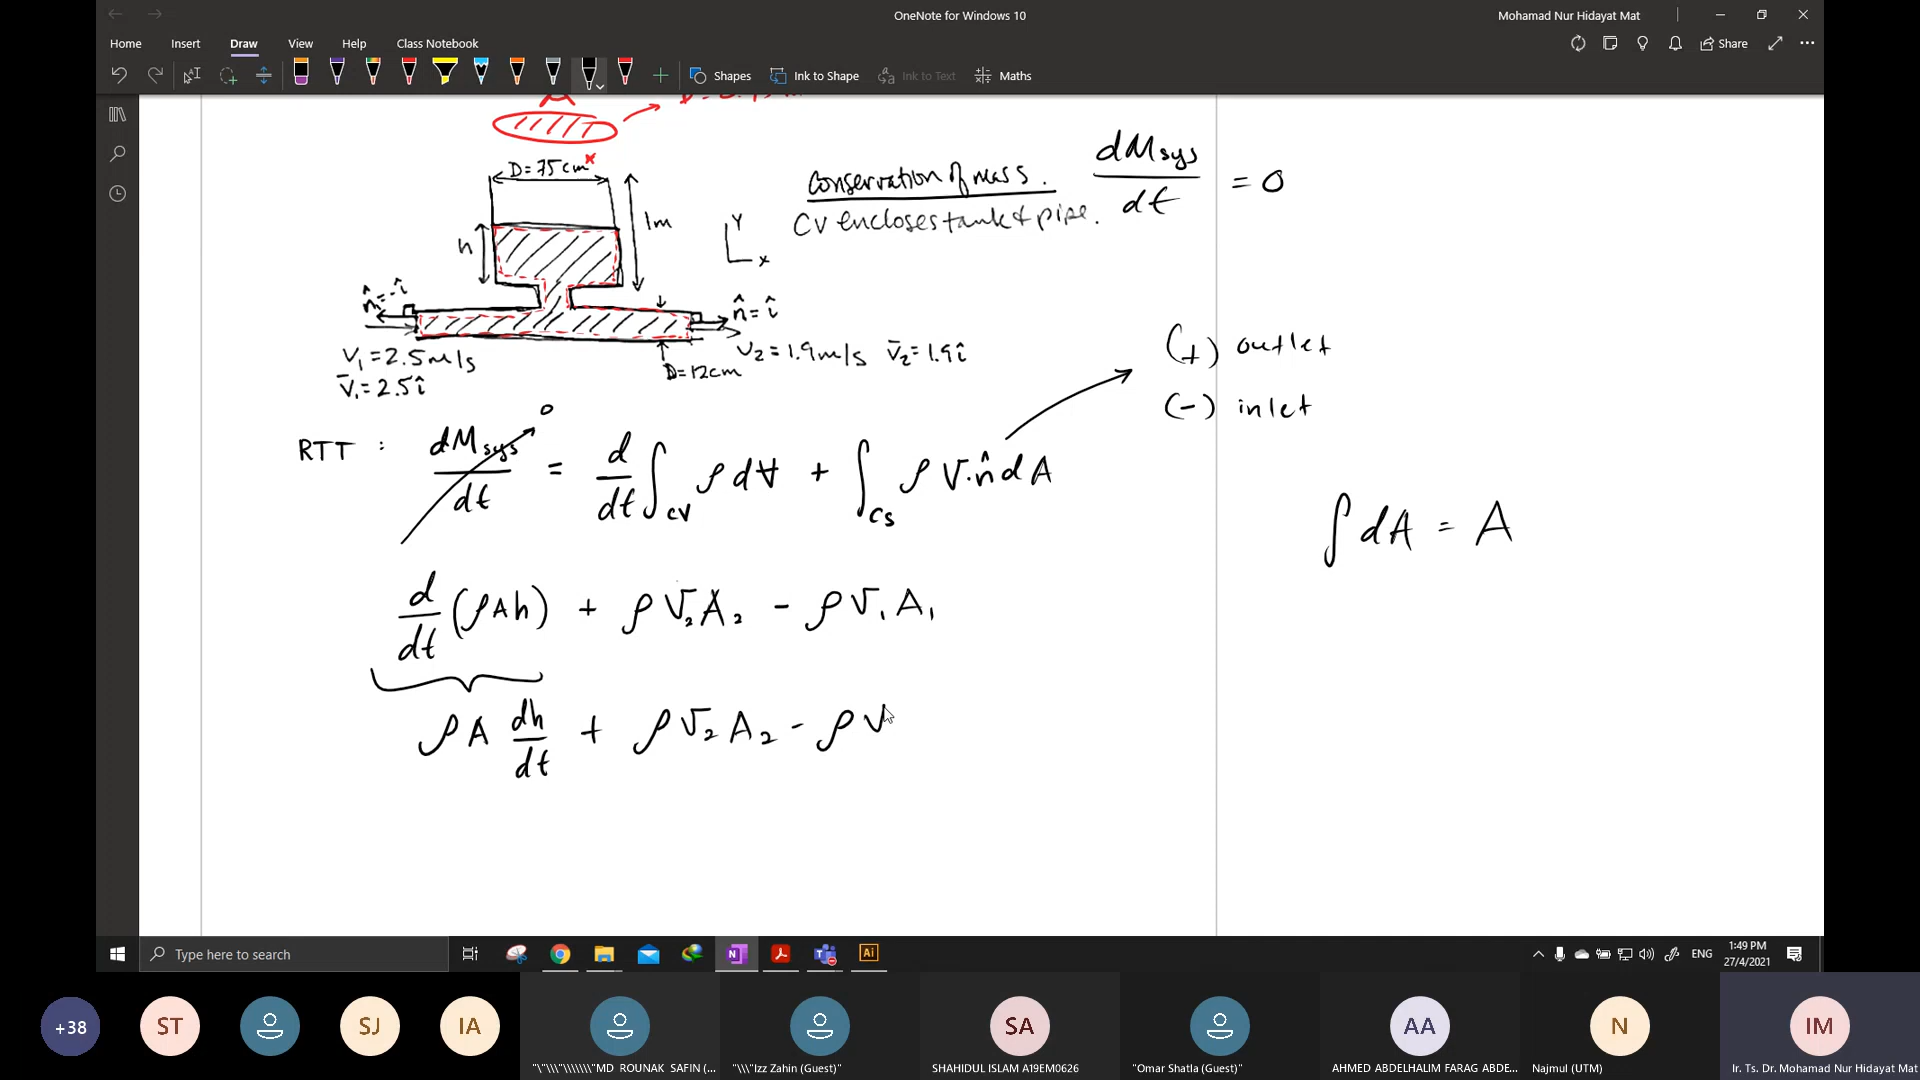 OneNote for Windows 10
Mohamad Nur Hidayat Mat
Home Insert Draw View Help Class Notebook
Share
Shapes Ink to Shape Ink to Text Maths
D=75cm
x
h
1m
Y
x
conservation of mass.
CV encloses tank & pipe.
dMsys/dt = 0
n̂=-î
n̂=î
V₁=2.5m/s
V̄₁=2.5î
V₂=1.9m/s V̄₂=1.9î
D=12cm
(+) outlet
(-) inlet
0
RTT : dMsys/dt = d/dt ∫CV ρ dV + ∫CS ρ V·n̂ dA
∫dA = A
d/dt (ρAh) + ρV₂A₂ - ρV₁A₁
ρA dh/dt + ρV₂A₂ - ρV
Type here to search
N
Ai
ENG
1:49 PM
27/4/2021
+38
ST
SJ
IA
SA
AA
N
IM
"\"\\\"\\\\\\\"MD ROUNAK SAFIN (...
"\\\"Izz Zahin (Guest)"
SHAHIDUL ISLAM A19EM0626
"Omar Shatla (Guest)"
AHMED ABDELHALIM FARAG ABDE...
Najmul (UTM)
Ir. Ts. Dr. Mohamad Nur Hidayat Mat